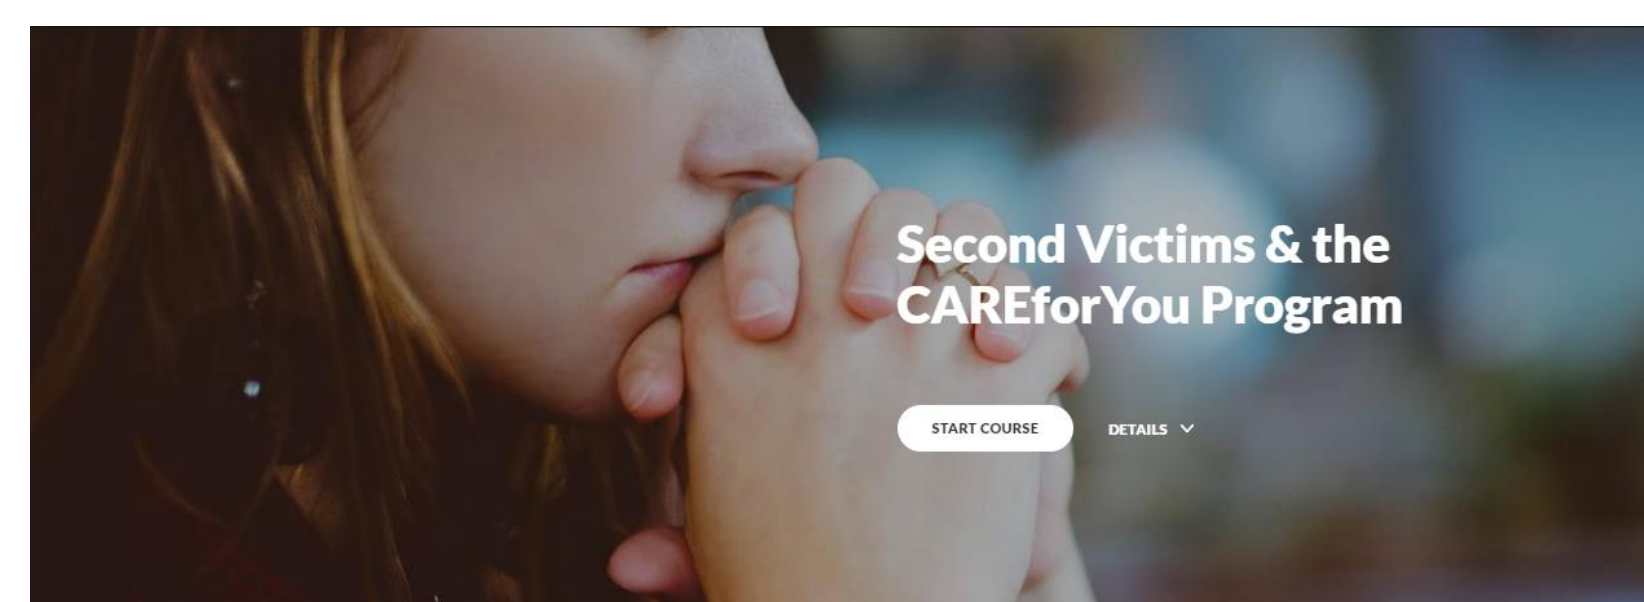 Second Victims & the
CAREforYou Program
START COURSE
DETAILS